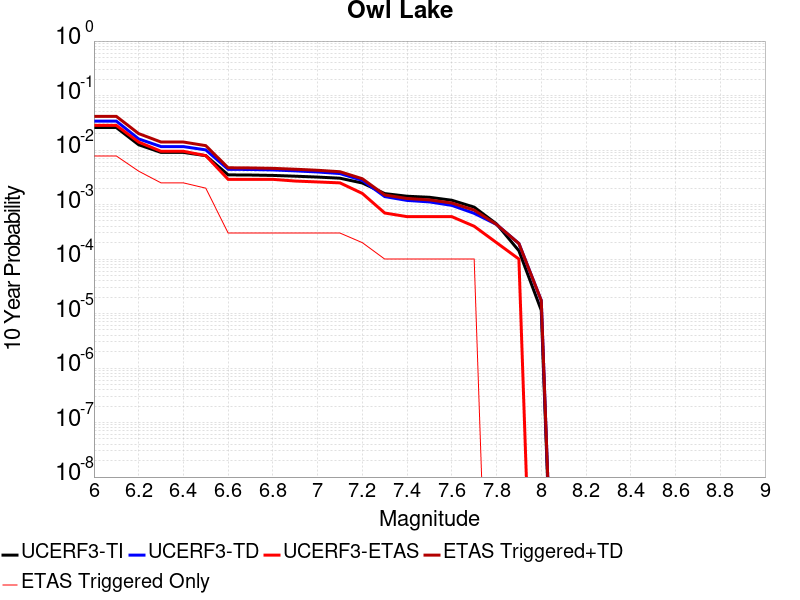 Owl Lake
10^0
10^-1
10^-2
10^-3
10^-4
10^-5
10^-6
10^-7
10^-8
10 Year Probability
6 6.2 6.4 6.6 6.8 7 7.2 7.4 7.6 7.8 8 8.2 8.4 8.6 8.8 9
Magnitude
UCERF3-TI UCERF3-TD UCERF3-ETAS ETAS Triggered+TD
ETAS Triggered Only